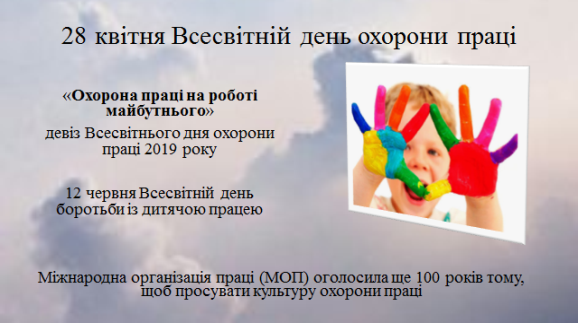 28 квітня Всесвітній день охорони праці
«Охорона праці на роботі
майбутнього»
девіз Всесвітнього дня охорони
праці 2019 року
12 червня Всесвітній день
боротьби із дитячою працею
Міжнародна організація праці (МОП) оголосила ще 100 років тому,
щоб просувати культуру охорони праці